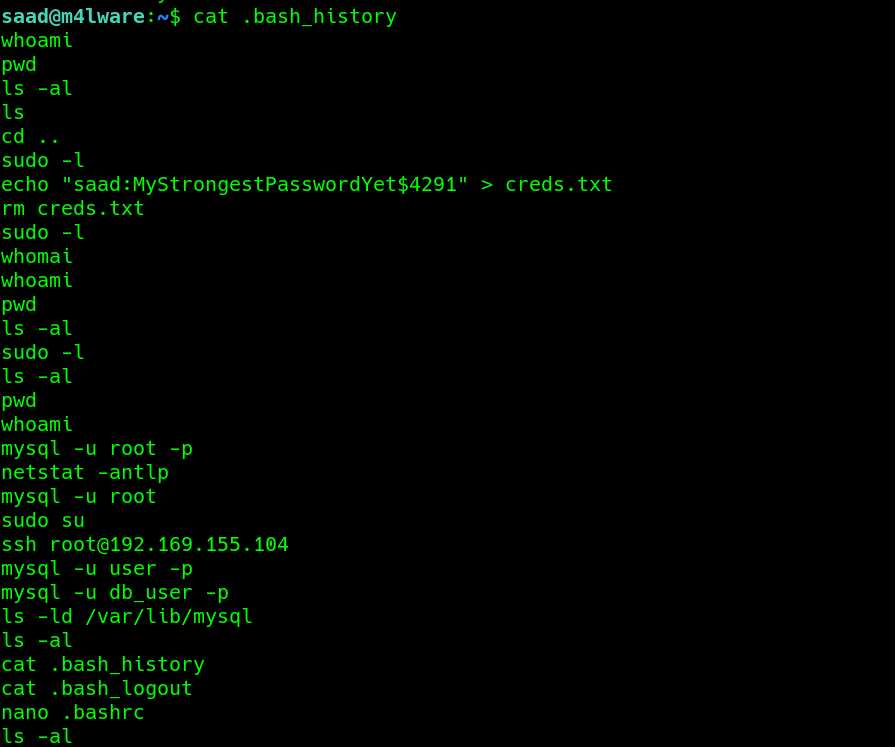 saad@m4lware:~$ cat .bash_history
whoami
pwd
ls -al
ls
cd ..
sudo -l
echo "saad:MyStrongestPasswordYet$4291" > creds.txt
rm creds.txt
sudo -l
whomai
whoami
pwd
ls -al
sudo -l
ls -al
pwd
whoami
mysql -u root -p
netstat -antlp
mysql -u root
sudo su
ssh root@192.169.155.104
mysql -u user -p
mysql -u db_user -p
ls -ld /var/lib/mysql
ls -al
cat .bash_history
cat .bash_logout
nano .bashrc
ls -al